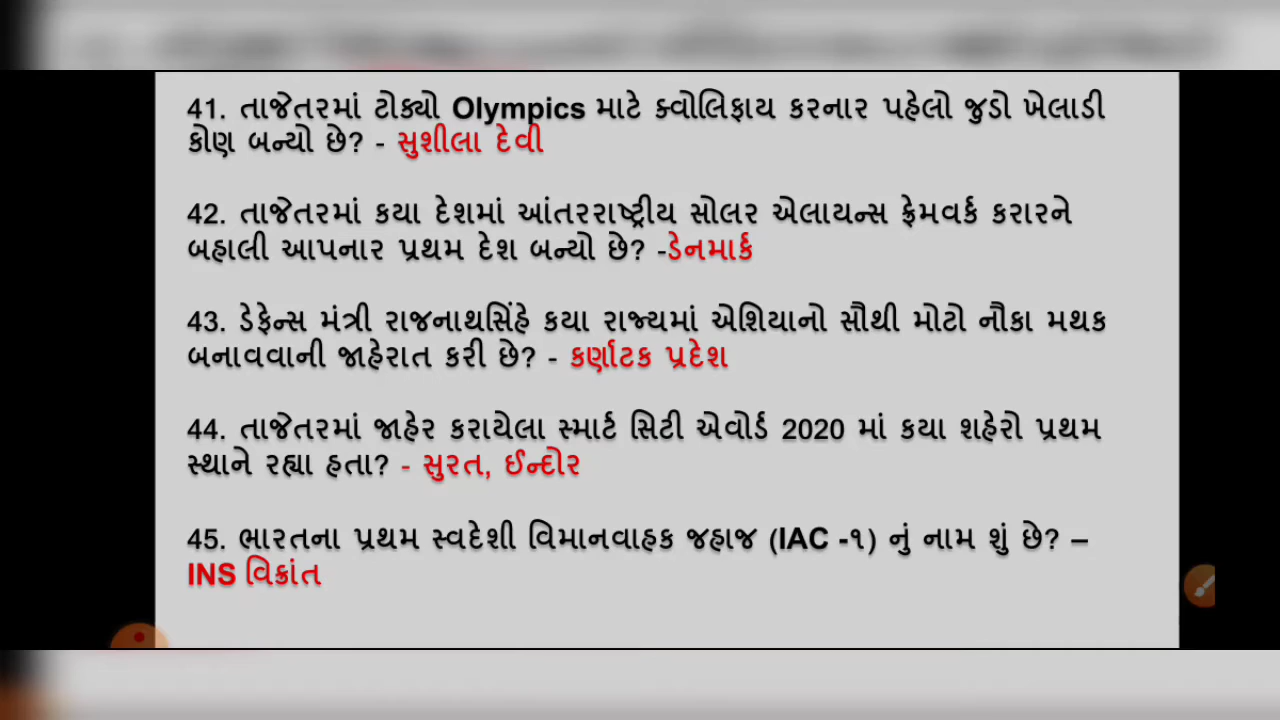 41. તાજેતરમાં ટોક્યો Olympics માટે ક્વોલિફાય કરનાર પહેલો જુડો ખેલાડી
કોણ બન્યો છે? - સુશીલા દેવી
42. તાજેતરમાં કયા દેશમાં આંતરરાષ્ટ્રીય સોલર એલાયન્સ ફ્રેમવર્ક કરારને
બહાલી આપનાર પ્રથમ દેશ બન્યો છે? -ડેનમાર્ક
43. ડેફેન્સ મંત્રી રાજનાથસિંહે કયા રાજ્યમાં એશિયાનો સૌથી મોટો નૌકા મથક
બનાવવાની જાહેરાત કરી છે? - કર્ણાટક પ્રદેશ
44. તાજેતરમાં જાહેર કરાયેલા સ્માર્ટ સિટી એવોર્ડ 2020 માં કયા શહેરો પ્રથમ
સ્થાને રહ્યા હતા? - સુરત, ઈન્દોર
45. ભારતના પ્રથમ સ્વદેશી વિમાનવાહક જહાજ (IAC -૧) નું નામ શું છે? –
INS વિક્રાંત